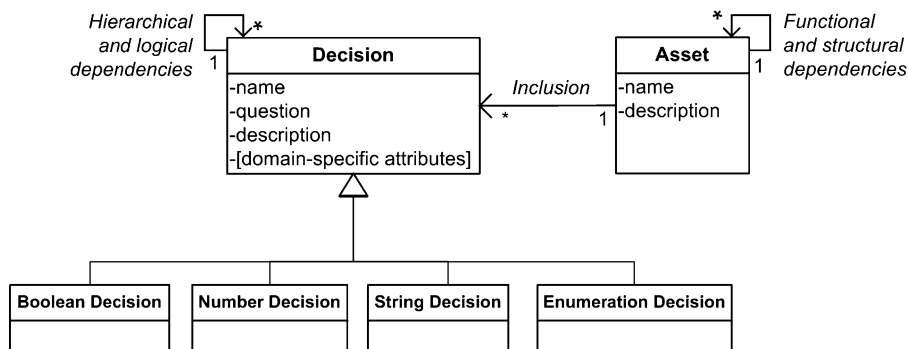 Hierarchical
and logical
dependencies
*
1
Decision
-name
-question
-description
-[domain-specific attributes]
Inclusion
*
1
Asset
-name
-description
*
1
Functional
and structural
dependencies
Boolean Decision
Number Decision
String Decision
Enumeration Decision